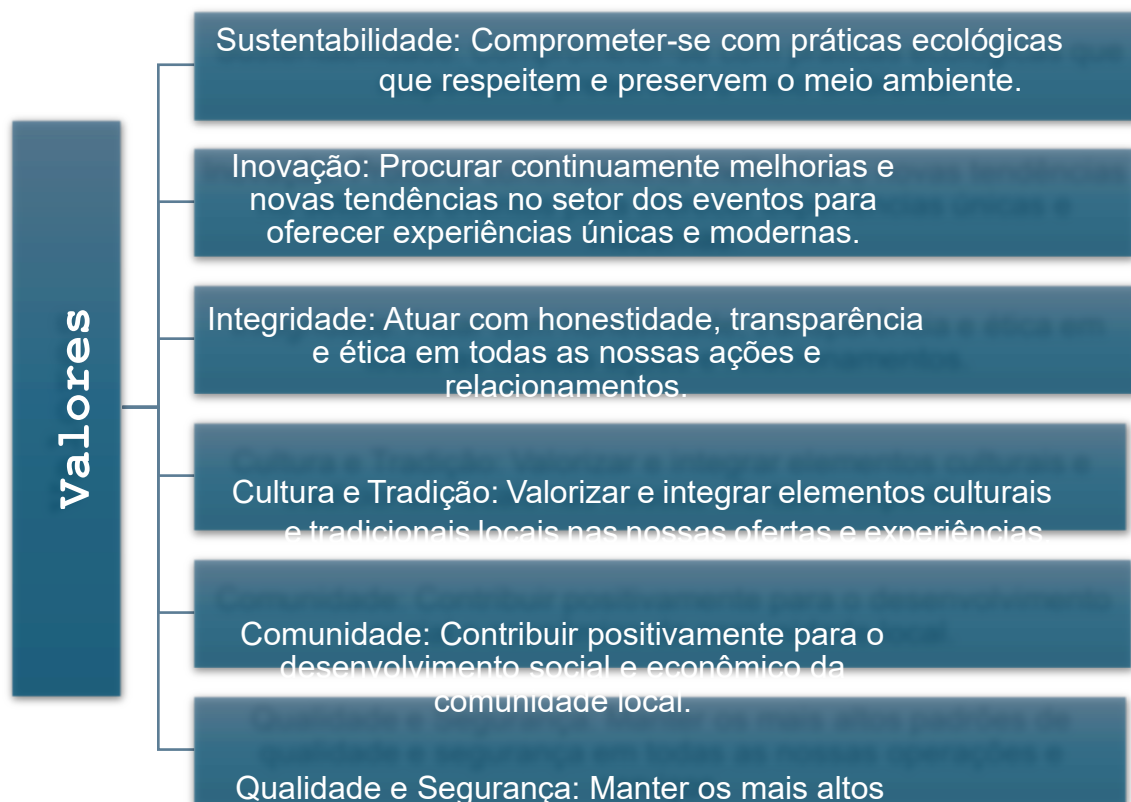 Valores
Sustentabilidade: Comprometer-se com práticas ecológicas
que respeitem e preservem o meio ambiente.
Inovação: Procurar continuamente melhorias e
novas tendências no setor dos eventos para
oferecer experiências únicas e modernas.
Integridade: Atuar com honestidade, transparência
e ética em todas as nossas ações e
relacionamentos.
Cultura e Tradição: Valorizar e integrar elementos culturais
e tradicionais locais nas nossas ofertas e experiências
Comunidade: Contribuir positivamente para o
desenvolvimento social e econômico da
comunidade local.
Qualidade e Segurança: Manter os mais altos